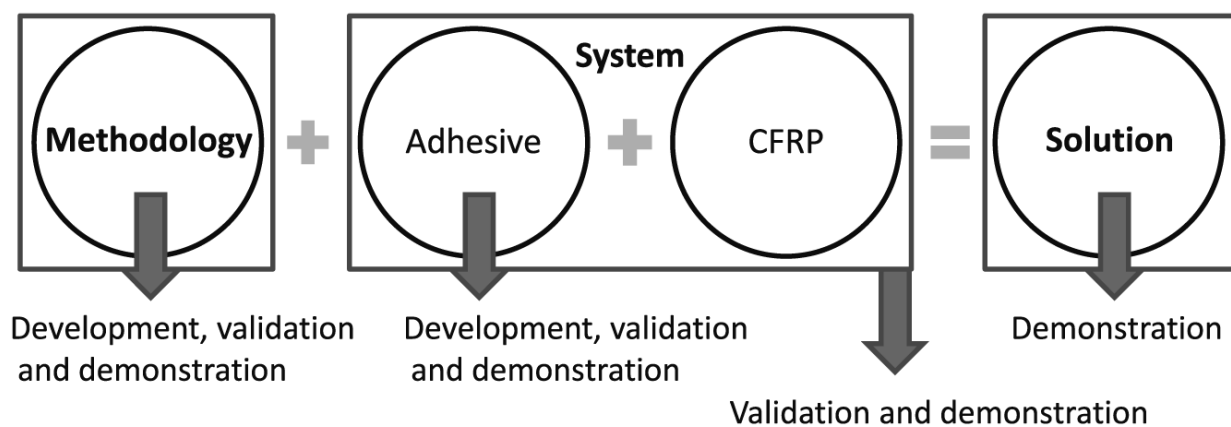 System
Methodology
Adhesive
CFRP
Solution
Development, validation
and demonstration
Development, validation
and demonstration
Demonstration
Validation and demonstration